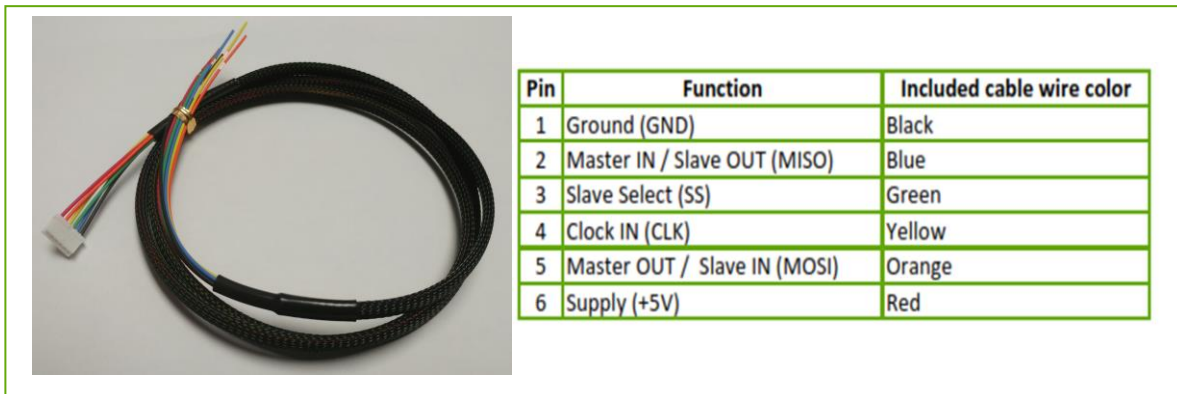 Pin Function Included cable wire color
1 Ground (GND) Black
2 Master IN / Slave OUT (MISO) Blue
3 Slave Select (SS) Green
4 Clock IN (CLK) Yellow
5 Master OUT / Slave IN (MOSI) Orange
6 Supply (+5V) Red